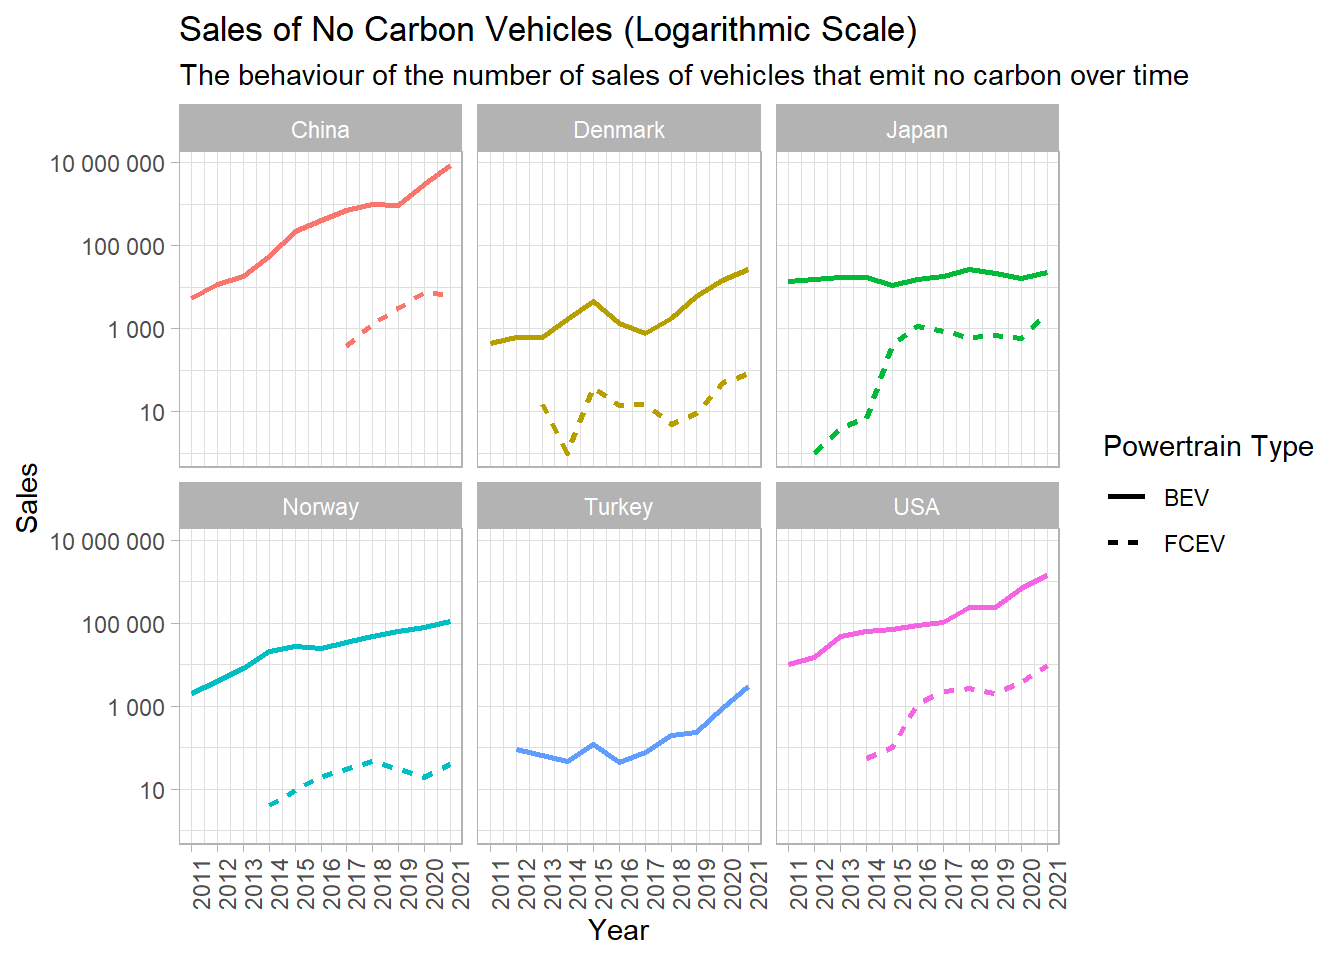 Sales of No Carbon Vehicles (Logarithmic Scale)
The behaviour of the number of sales of vehicles that emit no carbon over time
China Denmark Japan
10 000 000
100 000
1 000
10
Sales
Norway Turkey USA
10 000 000
100 000
1 000
10
2011 2012 2013 2014 2015 2016 2017 2018 2019 2020 2021 2011 2012 2013 2014 2015 2016 2017 2018 2019 2020 2021 2011 2012 2013 2014 2015 2016 2017 2018 2019 2020 2021
Year
Powertrain Type
BEV
FCEV